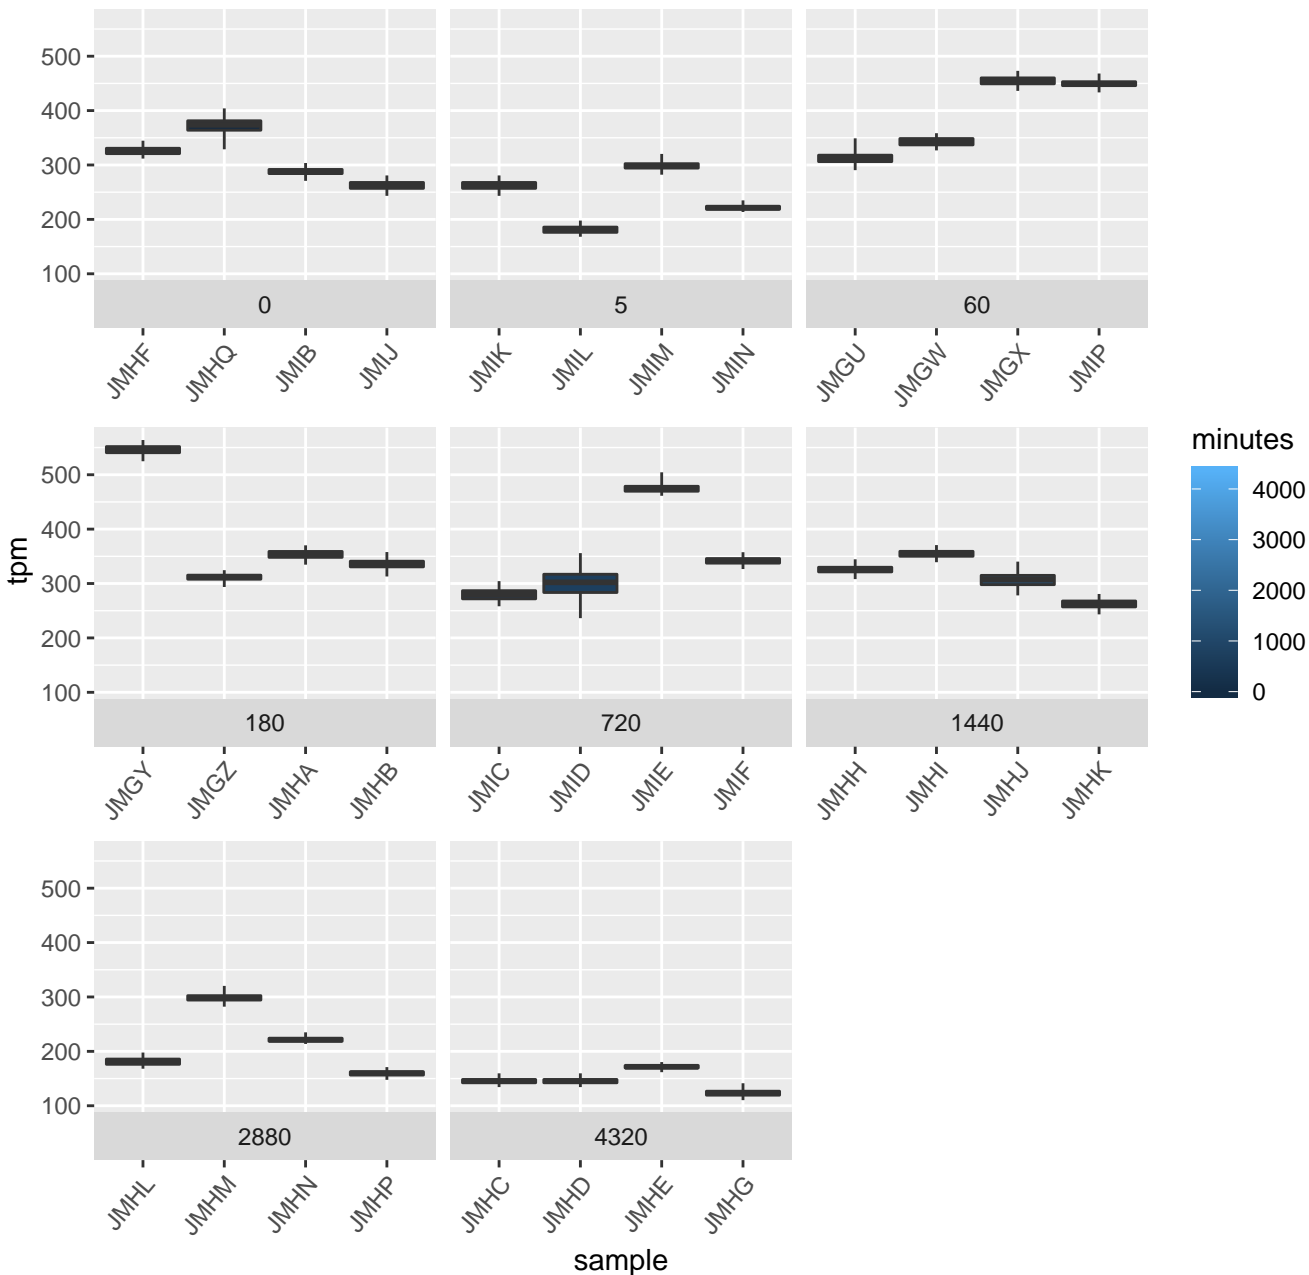 tpm
500
400
300
200
100
0
5
60
JMHF
JMHQ
JMIB
JMIJ
JMIK
JMIL
JMIM
JMIN
JMGU
JMGW
JMGX
JMIP
500
400
300
200
100
180
720
1440
JMGY
JMGZ
JMHA
JMHB
JMIC
JMID
JMIE
JMIF
JMHH
JMHI
JMHJ
JMHK
500
400
300
200
100
2880
4320
JMHL
JMHM
JMHN
JMHP
JMHC
JMHD
JMHE
JMHG
sample
minutes
4000
3000
2000
1000
0